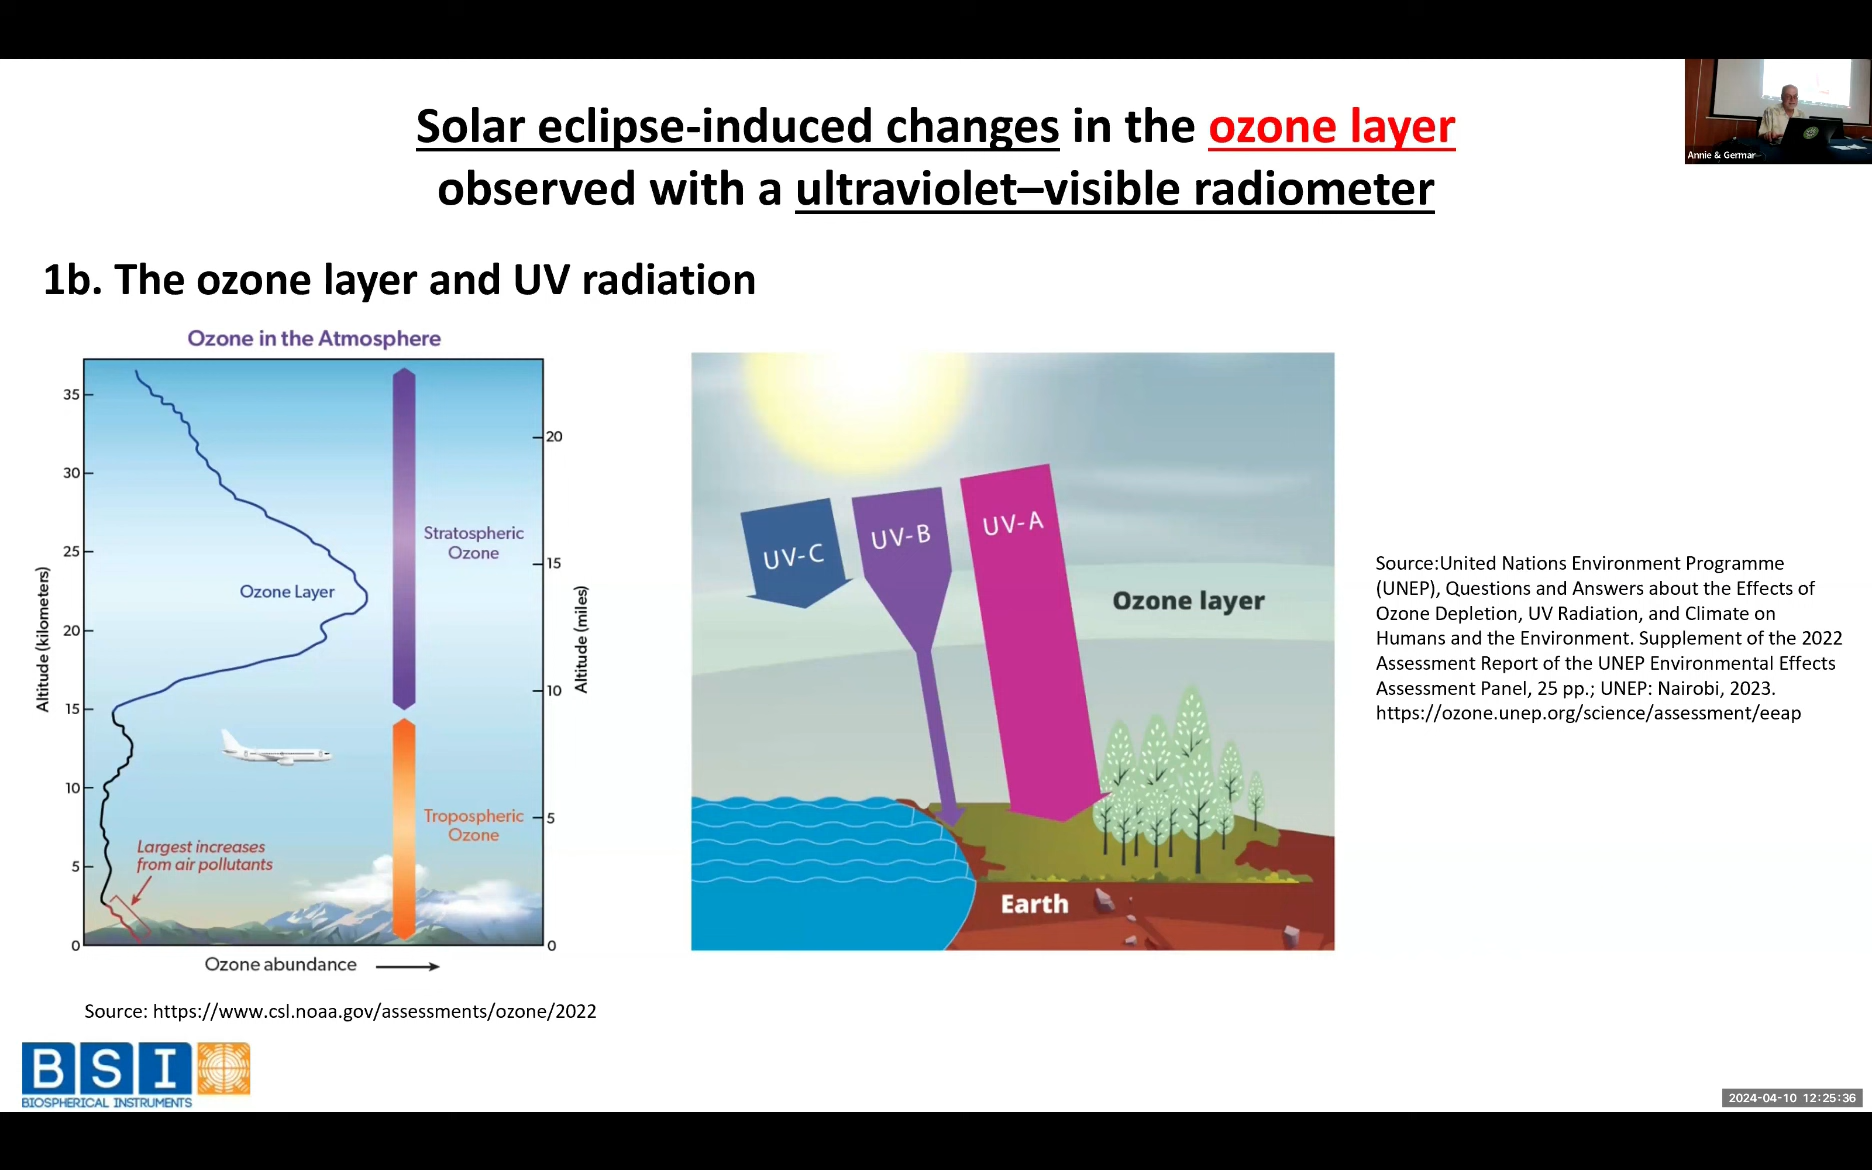 Solar eclipse-induced changes in the ozone layer
observed with a ultraviolet–visible radiometer
Annie & Germar
1b. The ozone layer and UV radiation
Ozone in the Atmosphere
Altitude (kilometers)
35
30
25
20
15
10
5
0
Ozone Layer
Stratospheric
Ozone
Tropospheric
Ozone
Largest increases
from air pollutants
20
15
10
5
0
Altitude (miles)
Ozone abundance
Source: https://www.csl.noaa.gov/assessments/ozone/2022
UV-C
UV-B
UV-A
Ozone layer
Earth
Source:United Nations Environment Programme
(UNEP), Questions and Answers about the Effects of
Ozone Depletion, UV Radiation, and Climate on
Humans and the Environment. Supplement of the 2022
Assessment Report of the UNEP Environmental Effects
Assessment Panel, 25 pp.; UNEP: Nairobi, 2023.
https://ozone.unep.org/science/assessment/eeap
BSI
BIOSPHERICAL INSTRUMENTS
2024-04-10 12:25:36